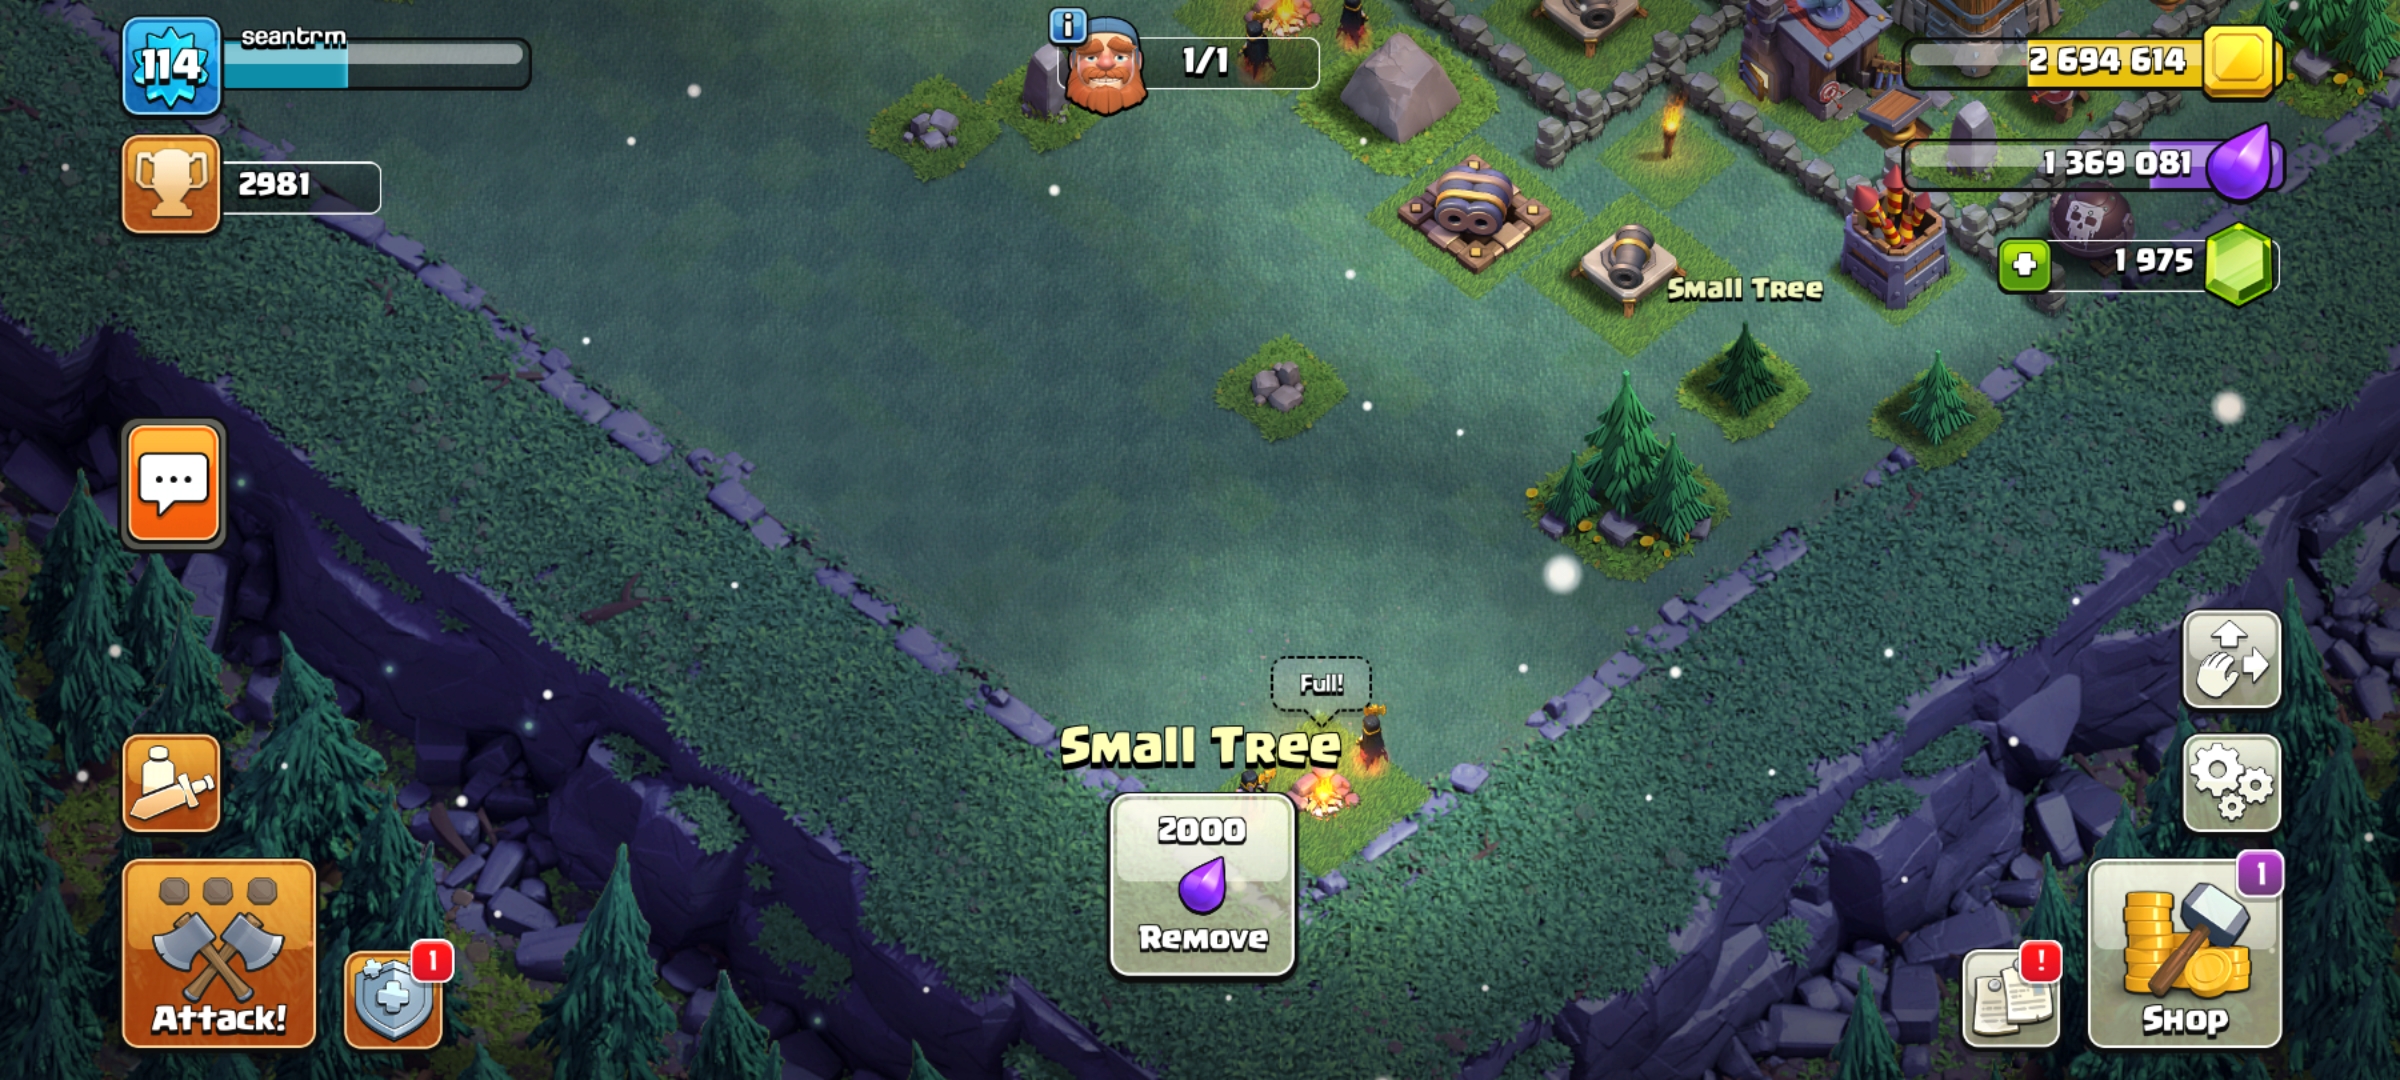 seantrm
114
1/1
2 694 614
2981
1 369 081
1 975
Small Tree
Full!
Small Tree
2000
Remove
Attack!
1
!
1
Shop